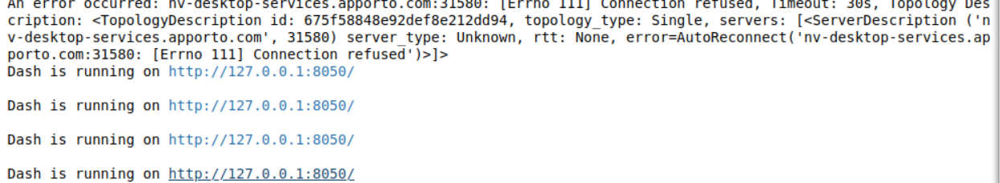 An error occurred: nv-desktop-services.apporto.com:31580: [Errno 111] Connection refused, Timeout: 30s, Topology Des
cription: <TopologyDescription id: 675f58848e92def8e212dd94, topology_type: Single, servers: [<ServerDescription ('n
v-desktop-services.apporto.com', 31580) server_type: Unknown, rtt: None, error=AutoReconnect('nv-desktop-services.ap
porto.com:31580: [Errno 111] Connection refused')>]>
Dash is running on http://127.0.0.1:8050/
Dash is running on http://127.0.0.1:8050/
Dash is running on http://127.0.0.1:8050/
Dash is running on http://127.0.0.1:8050/